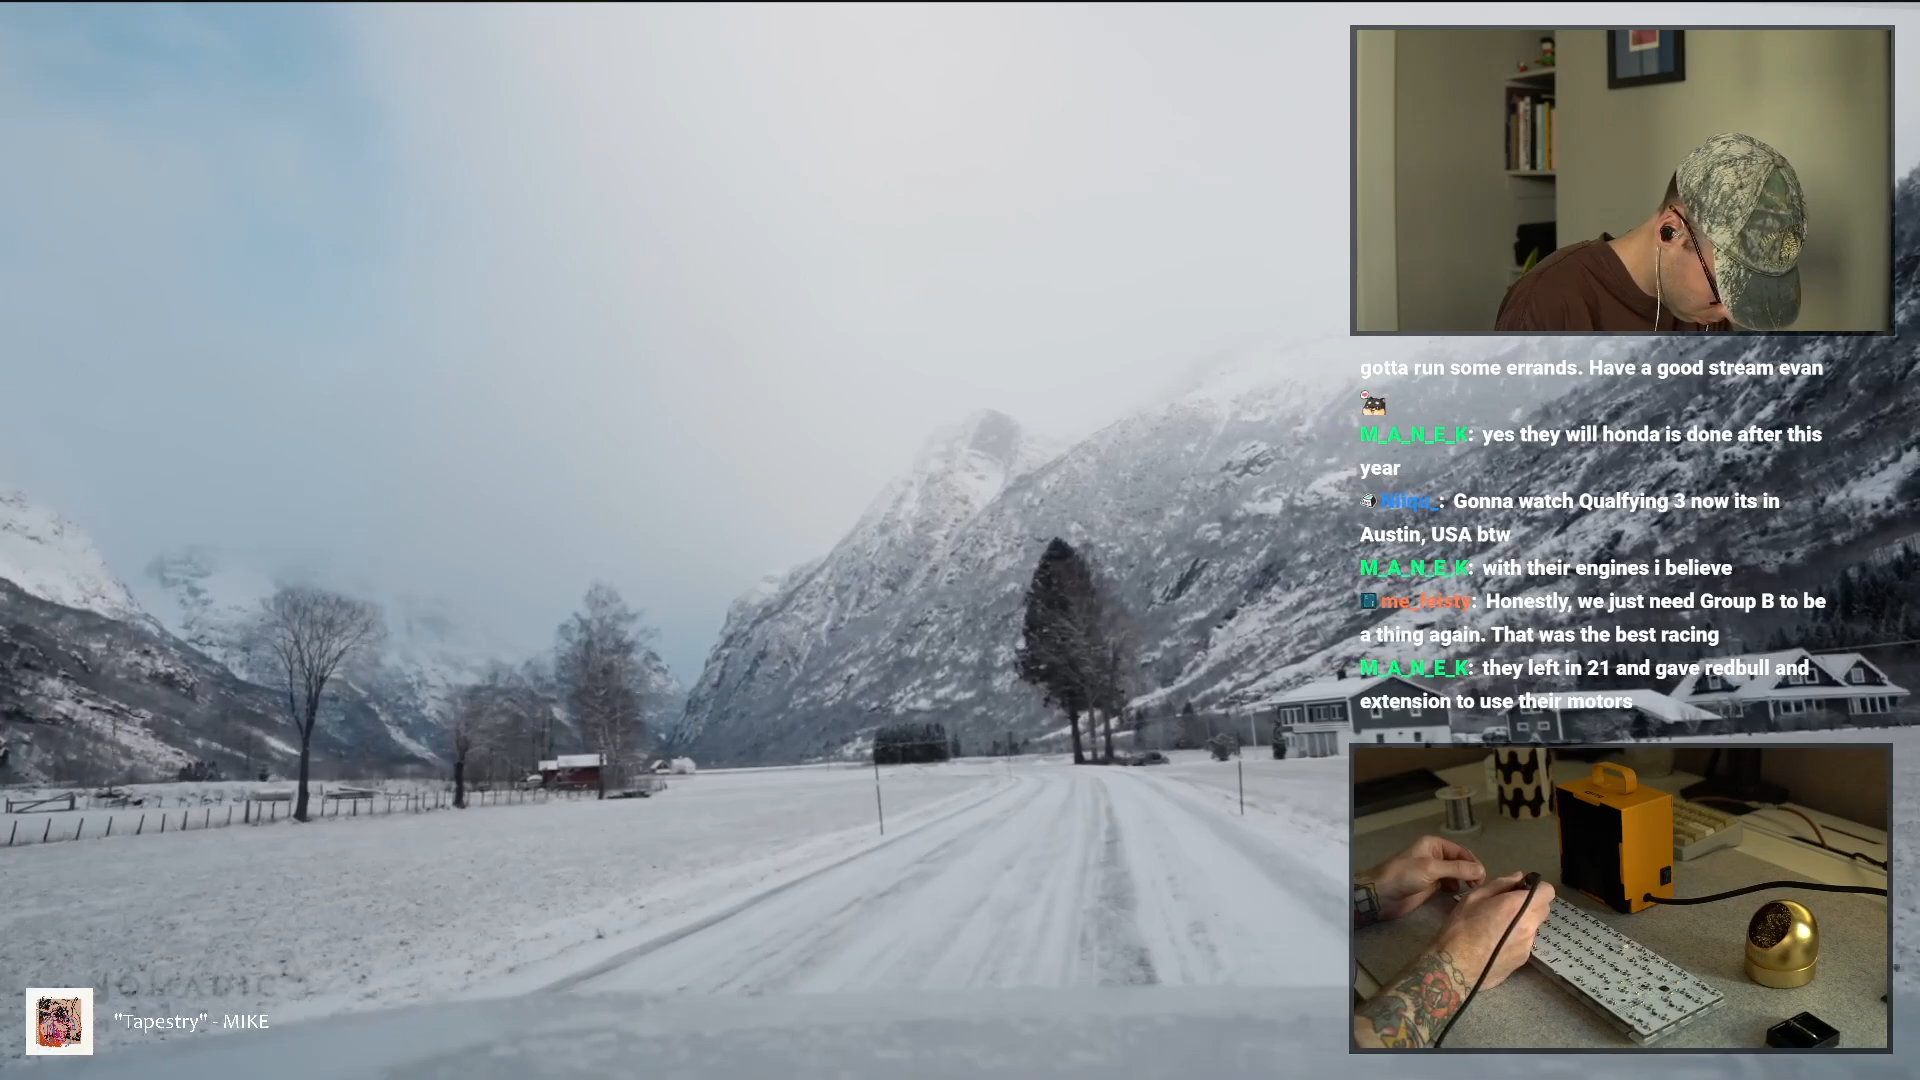 gotta run some errands. Have a good stream evan
M_A_N_E_K: yes they will honda is done after this
year
Niiqu_: Gonna watch Qualfying 3 now its in
Austin, USA btw
M_A_N_E_K: with their engines i believe
me_feisty: Honestly, we just need Group B to be
a thing again. That was the best racing
M_A_N_E_K: they left in 21 and gave redbull and
extension to use their motors
NOMADIC
"Tapestry" - MIKE